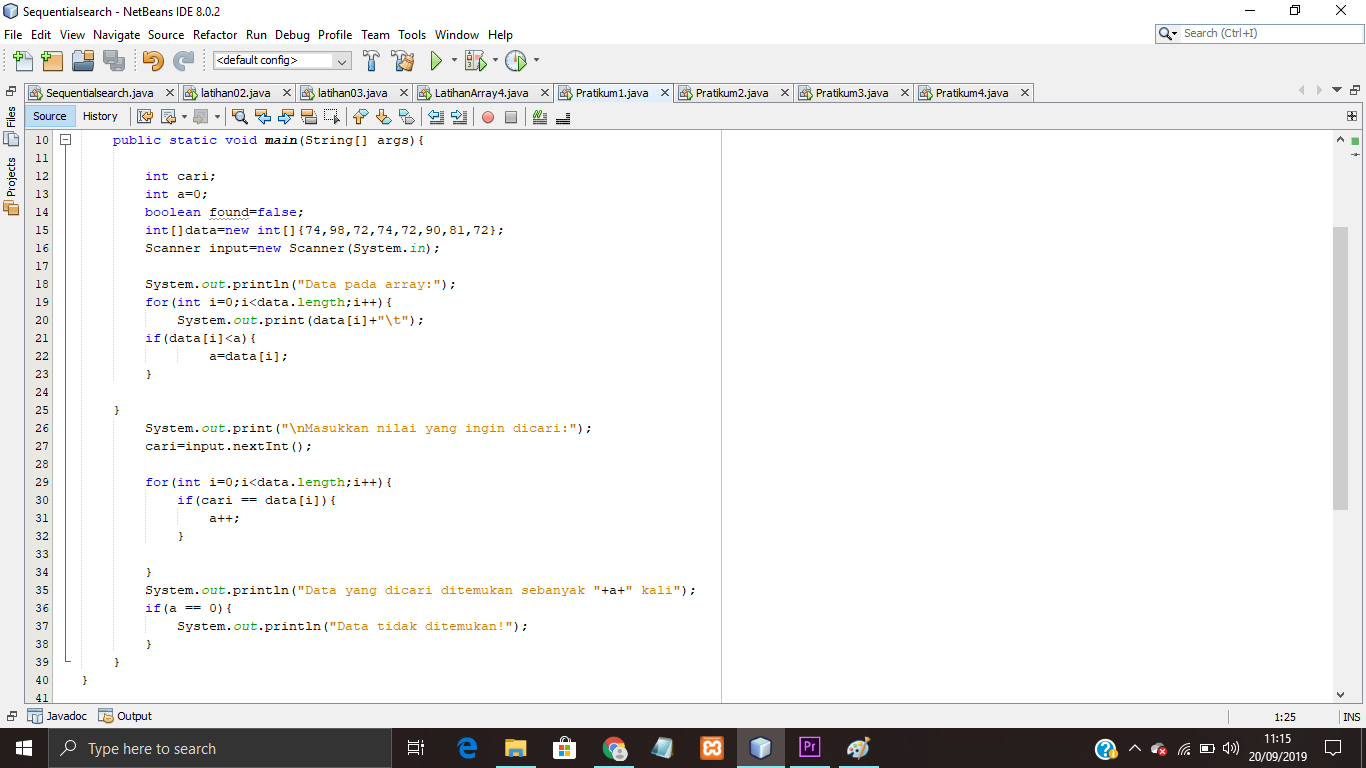 Sequentialsearch - NetBeans IDE 8.0.2
File Edit View Navigate Source Refactor Run Debug Profile Team Tools Window Help
Search (Ctrl+I)
<default config>
Sequentialsearch.java latihan02.java latihan03.java LatihanArray4.java Pratikum1.java Pratikum2.java Pratikum3.java Pratikum4.java
Files
Projects
Source History
10 public static void main(String[] args){
11
12 int cari;
13 int a=0;
14 boolean found=false;
15 int[]data=new int[]{74,98,72,74,72,90,81,72};
16 Scanner input=new Scanner(System.in);
17
18 System.out.println("Data pada array:");
19 for(int i=0;i<data.length;i++){
20 System.out.print(data[i]+"\t");
21 if(data[i]<a){
22 a=data[i];
23 }
24
25 }
26 System.out.print("\nMasukkan nilai yang ingin dicari:");
27 cari=input.nextInt();
28
29 for(int i=0;i<data.length;i++){
30 if(cari == data[i]){
31 a++;
32 }
33
34 }
35 System.out.println("Data yang dicari ditemukan sebanyak "+a+" kali");
36 if(a == 0){
37 System.out.println("Data tidak ditemukan!");
38 }
39 }
40 }
41
Javadoc Output
1:25 INS
Type here to search
Pr
11:15
20/09/2019